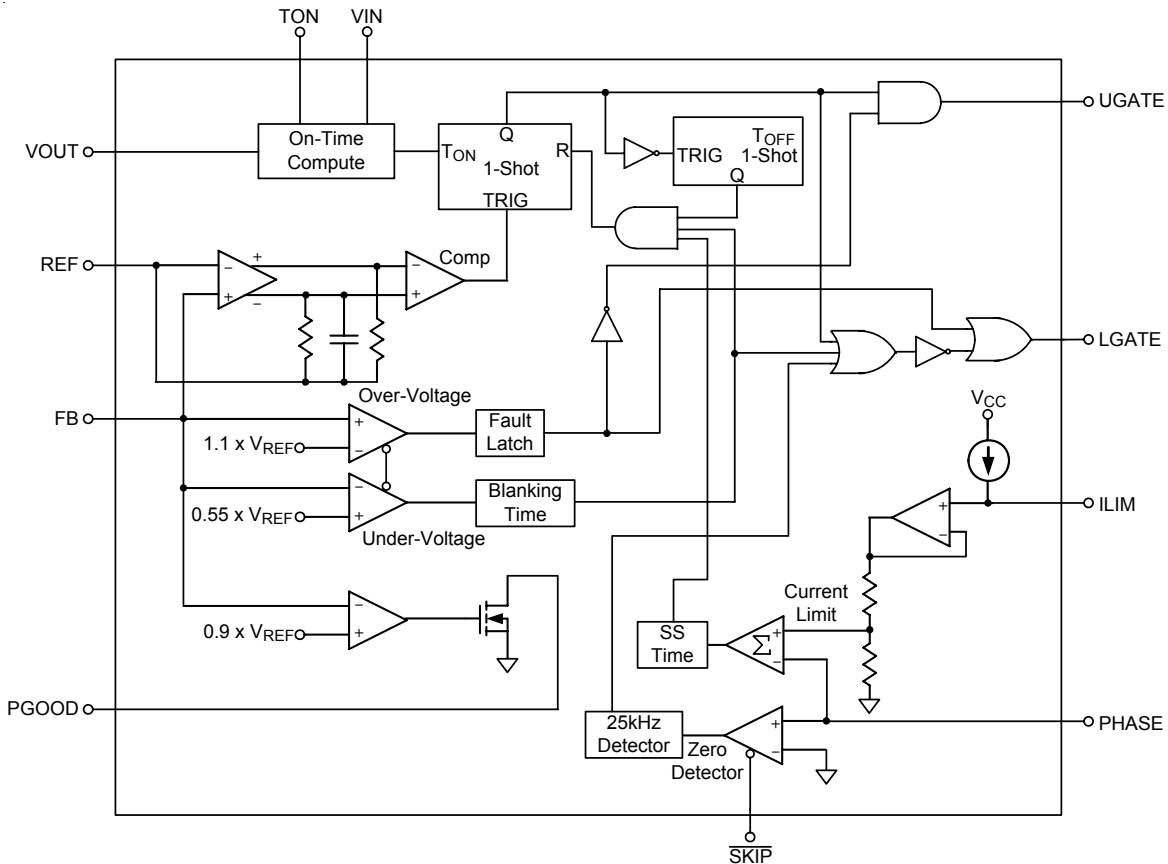 TON VIN
UGATE
VOUT
On-Time
Compute
Q
TON
1-Shot
R
TRIG
TOFF
TRIG 1-Shot
Q
REF
−
+
+
−
−
+
Comp
LGATE
FB
Over-Voltage
+
−
1.1 x VREF
Fault
Latch
VCC
−
+
0.55 x VREF
Under-Voltage
Blanking
Time
+
−
ILIM
−
+
0.9 x VREF
Current
Limit
SS
Time
Σ
+
−
PGOOD
25kHz
Detector
Zero
Detector
+
−
PHASE
SKIP